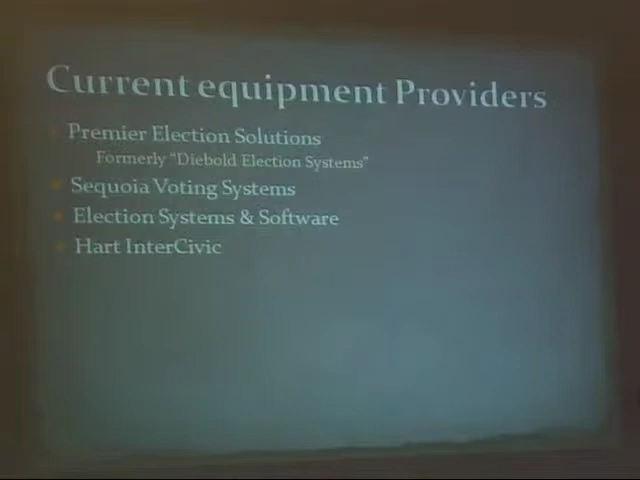 Current equipment Providers
Premier Election Solutions
Formerly "Diebold Election Systems"
Sequoia Voting Systems
Election Systems & Software
Hart InterCivic